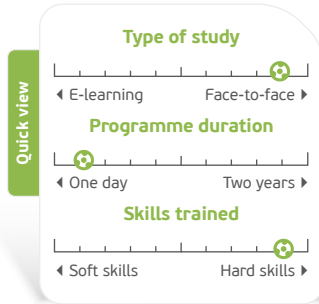 Quick view
Type of study
E-learning Face-to-face
Programme duration
One day Two years
Skills trained
Soft skills Hard skills